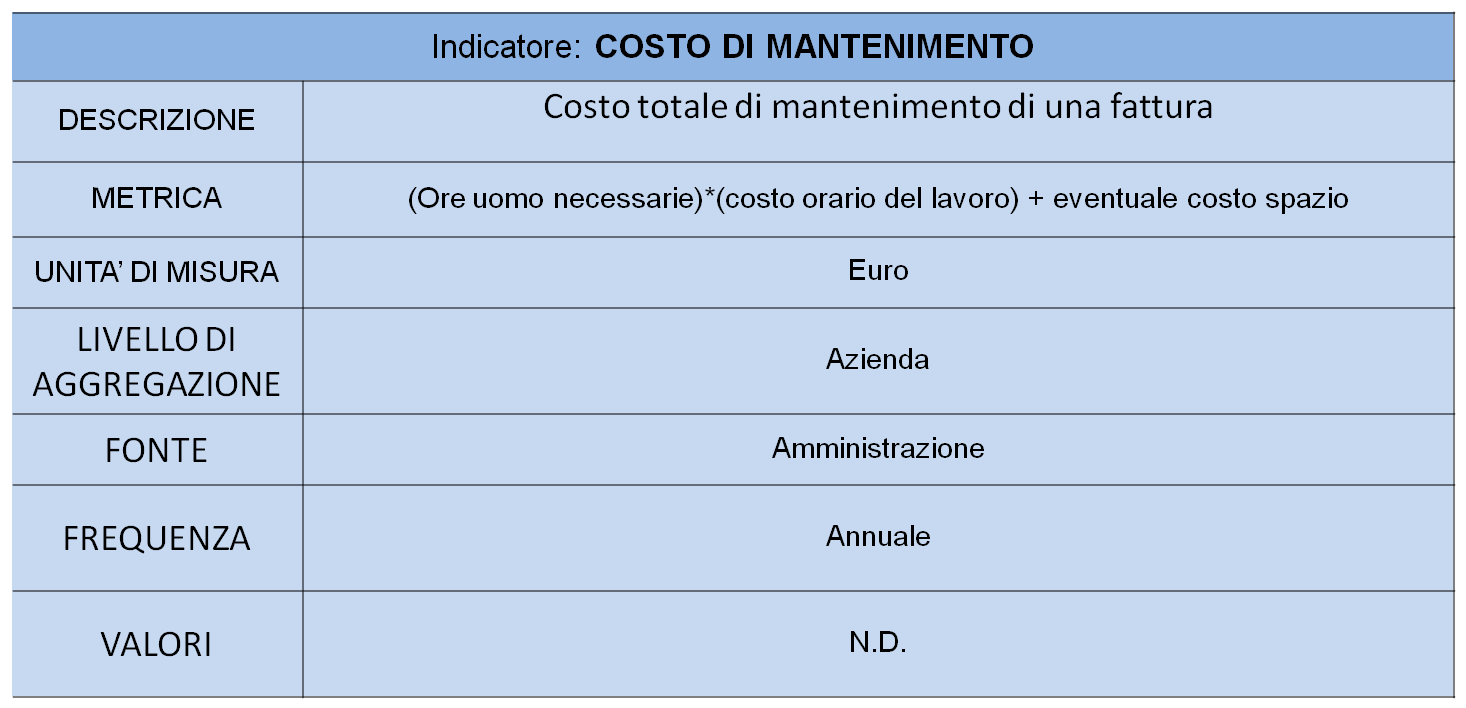 Indicatore: COSTO DI MANTENIMENTO
DESCRIZIONE
Costo totale di mantenimento di una fattura
METRICA
(Ore uomo necessarie)*(costo orario del lavoro) + eventuale costo spazio
UNITA’ DI MISURA
Euro
LIVELLO DI
AGGREGAZIONE
Azienda
FONTE
Amministrazione
FREQUENZA
Annuale
VALORI
N.D.